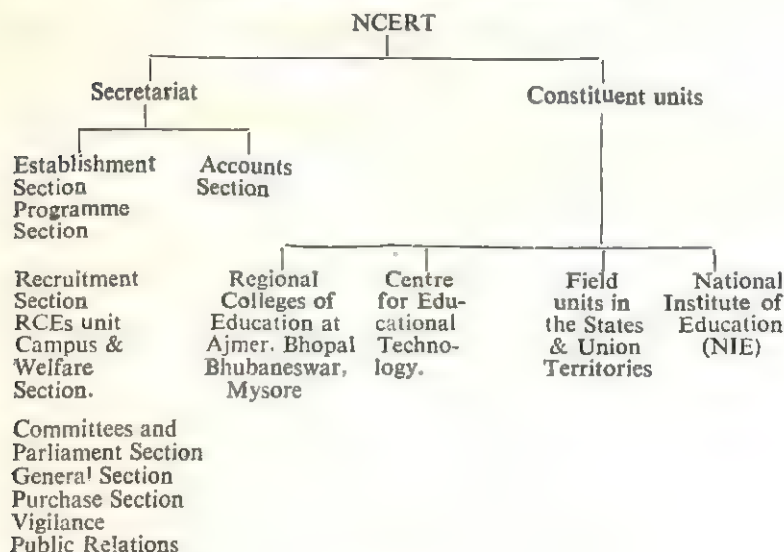 NCERT
Secretariat
Constituent units
Establishment
Section
Programme
Section
Accounts
Section
Recruitment
Section
RCEs unit
Campus &
Welfare
Section.
Committees and
Parliament Section
General Section
Purchase Section
Vigilance
Public Relations
Regional
Colleges of
Education at
Ajmer. Bhopal
Bhubaneswar,
Mysore
Centre
for Edu-
cational
Techno-
logy.
Field
units in
the States
& Union
Territories
National
Institute of
Education
(NIE)